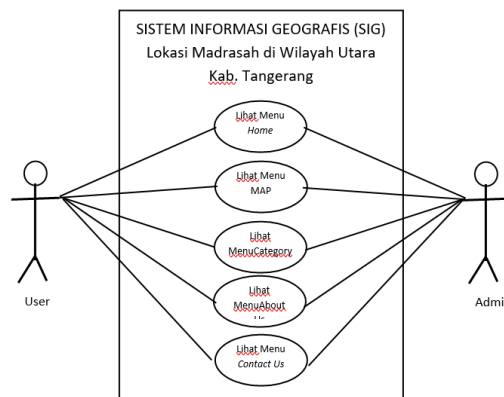 SISTEM INFORMASI GEOGRAFIS (SIG)
Lokasi Madrasah di Wilayah Utara
Kab. Tangerang
Lihat Menu
Home
Lihat Menu
MAP
Lihat
MenuCategory
Lihat
MenuAbout
Lihat Menu
Contact Us
User
Admi